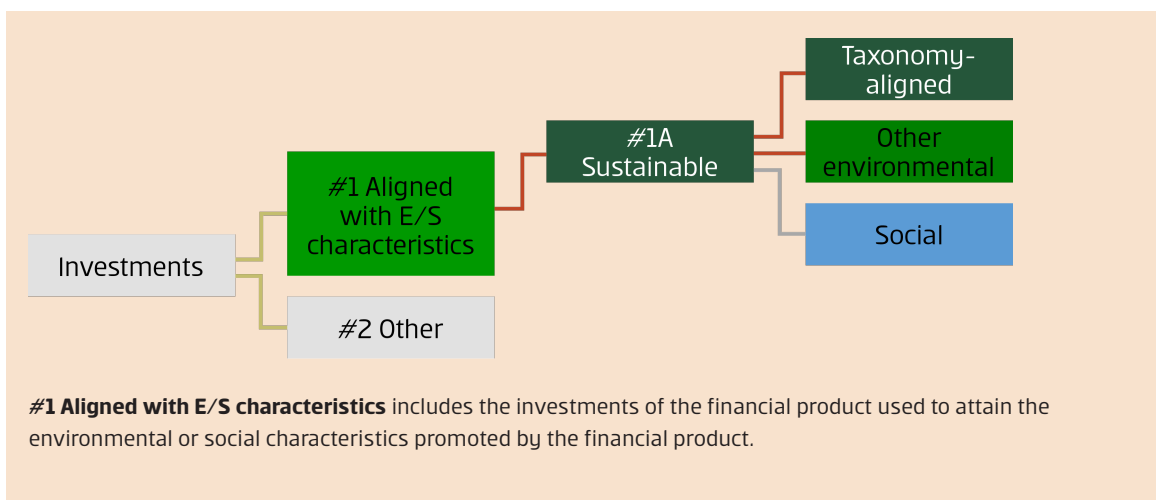 Taxonomy-
aligned
#1A
Sustainable
Other
environmental
#1 Aligned
with E/S
characteristics
Social
Investments
#2 Other
#1 Aligned with E/S characteristics includes the investments of the financial product used to attain the
environmental or social characteristics promoted by the financial product.